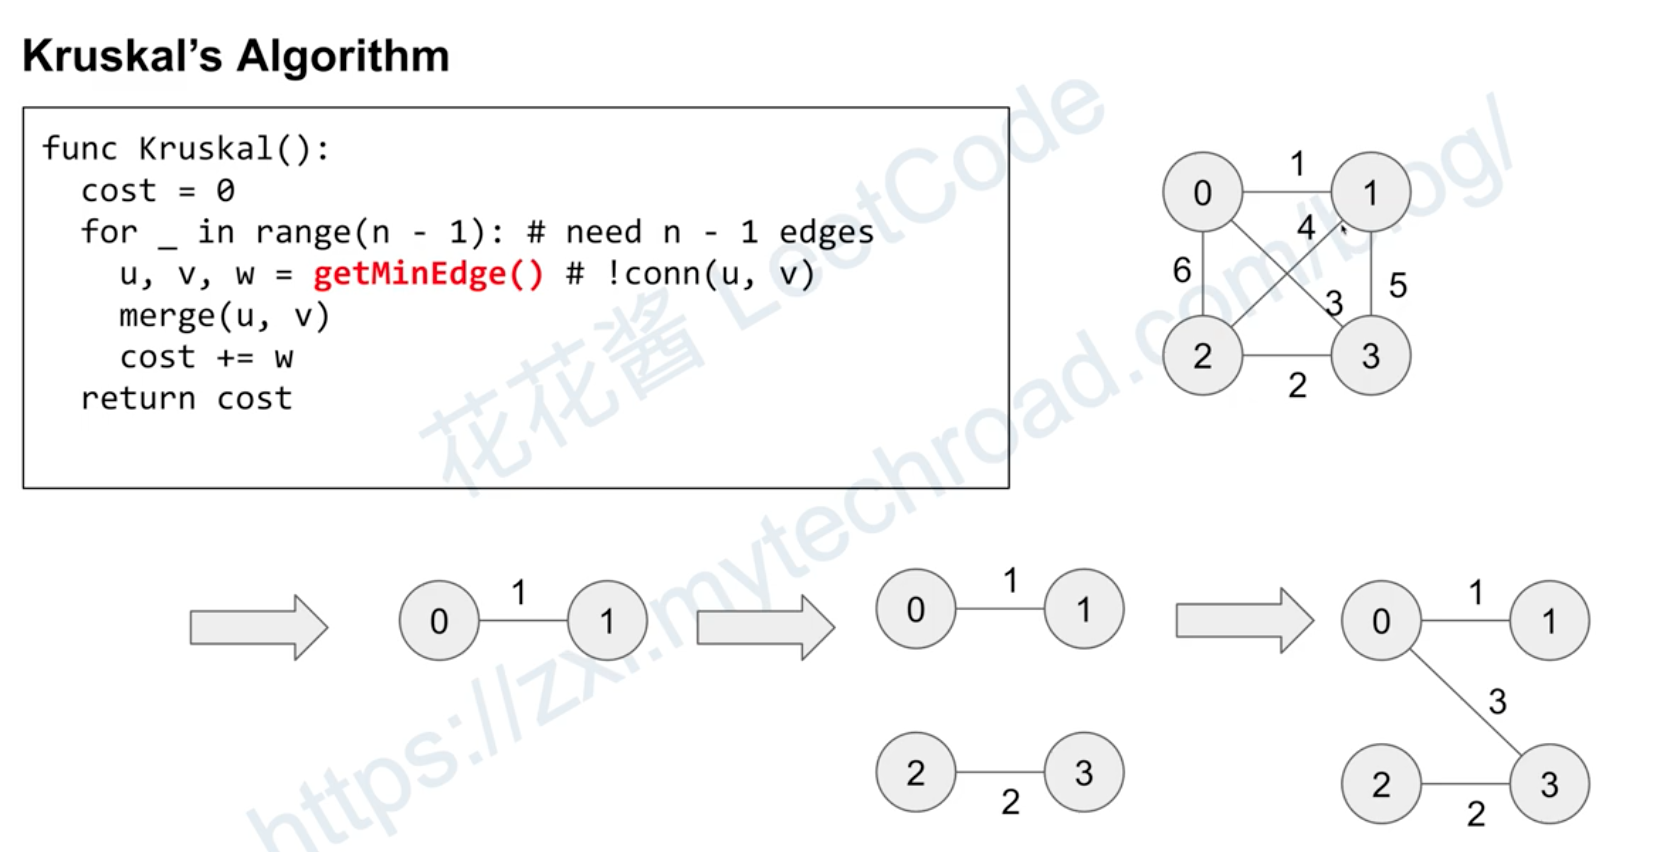 Kruskal's Algorithm
func Kruskal():
cost = 0
for _ in range(n - 1): # need n - 1 edges
u, v, w = getMinEdge() # !conn(u, v)
merge(u, v)
cost += w
return cost
0 1 1
4
6 3 5
2 2 3
0 1 1
0 1 1
2 2 3
0 1 1
3
2 2 3
花花酱 LeetCode
https://zxi.mytechroad.com/blog/